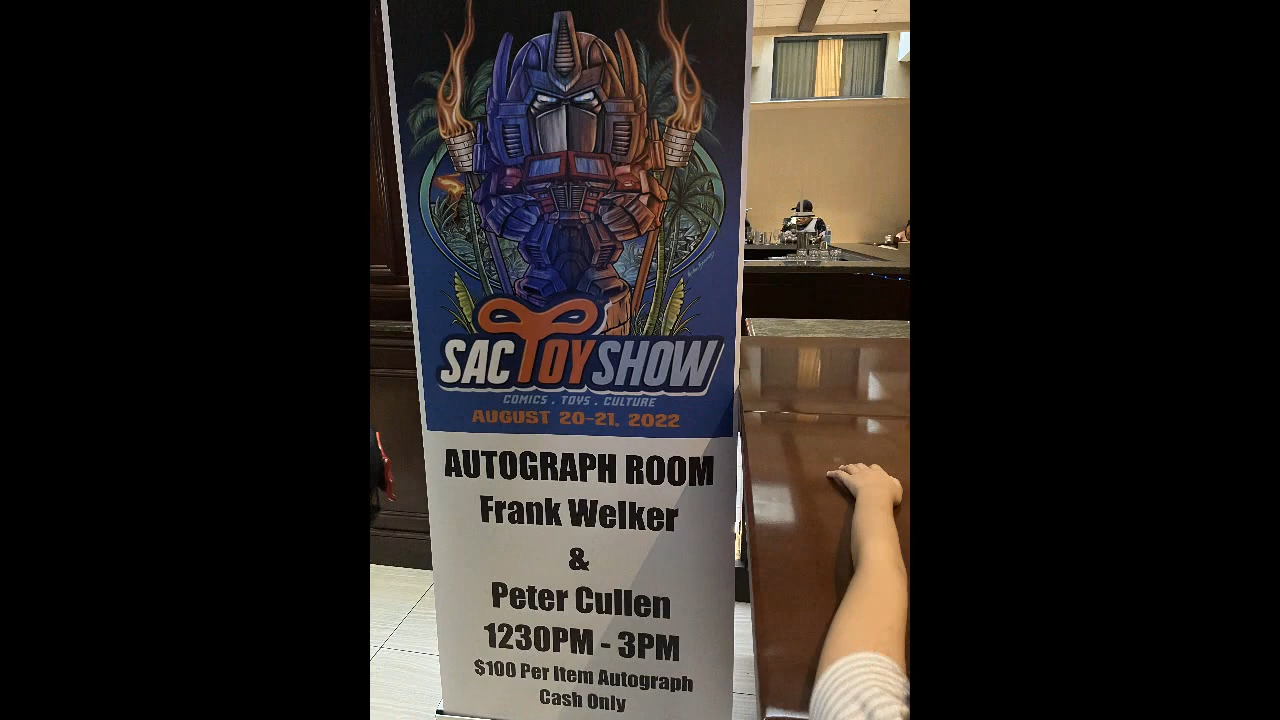 SAC TOY SHOW
COMICS . TOYS . CULTURE
AUGUST 20-21, 2022
AUTOGRAPH ROOM
Frank Welker
&
Peter Cullen
1230PM - 3PM
$100 Per Item Autograph
Cash Only